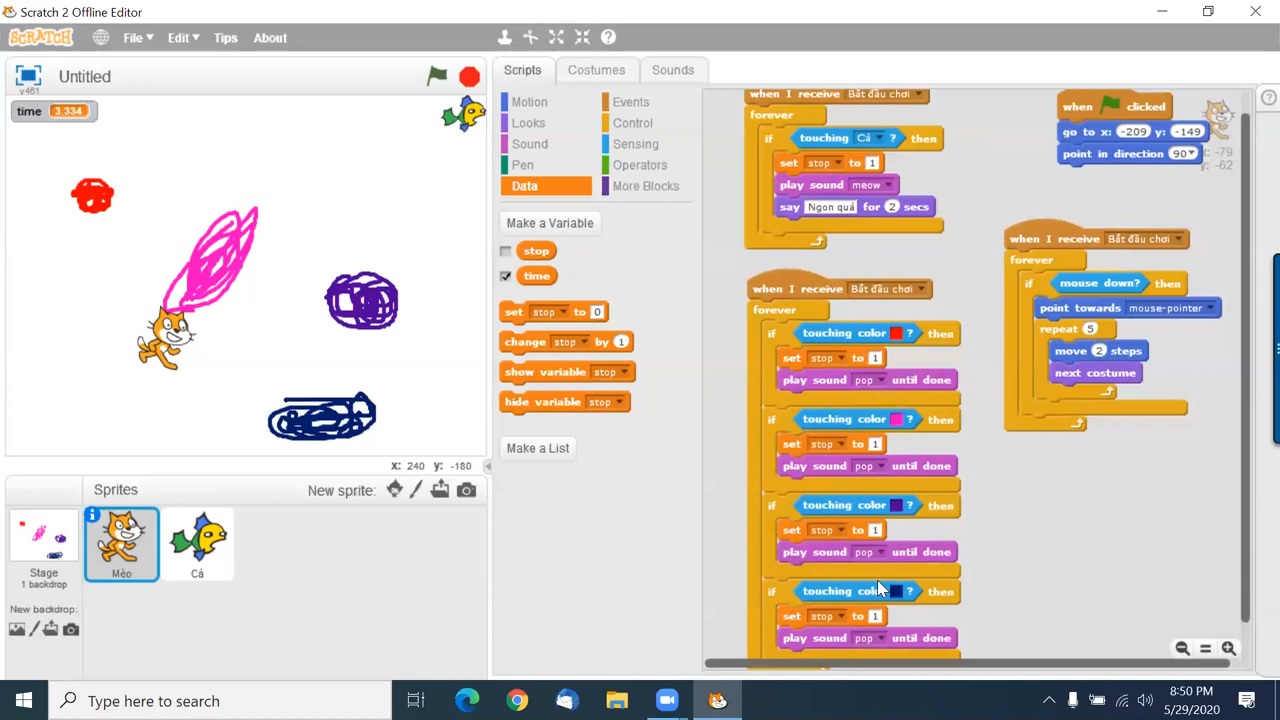 Scratch 2 Offline Editor
SCRATCH File Edit Tips About
v461 Untitled
time 3.334
Scripts Costumes Sounds
Motion Events
Looks Control
Sound Sensing
Pen Operators
Data More Blocks
Make a Variable
stop
time
set stop to 0
change stop by 1
show variable stop
hide variable stop
Make a List
when I receive Bắt đầu chơi
forever
if touching Cá ? then
set stop to 1
play sound meow
say Ngon quá for 2 secs
when I receive Bắt đầu chơi
forever
if touching color ? then
set stop to 1
play sound pop until done
if touching color ? then
set stop to 1
play sound pop until done
if touching color ? then
set stop to 1
play sound pop until done
if touching color ? then
set stop to 1
play sound pop until done
when clicked
go to x: -209 y: -149
point in direction 90
x: -79
y: -62
when I receive Bắt đầu chơi
forever
if mouse down? then
point towards mouse-pointer
repeat 5
move 2 steps
next costume
x: 240 y: -180
Sprites New sprite:
Stage
1 backdrop
New backdrop:
Mèo
Cá
Type here to search
8:50 PM
5/29/2020